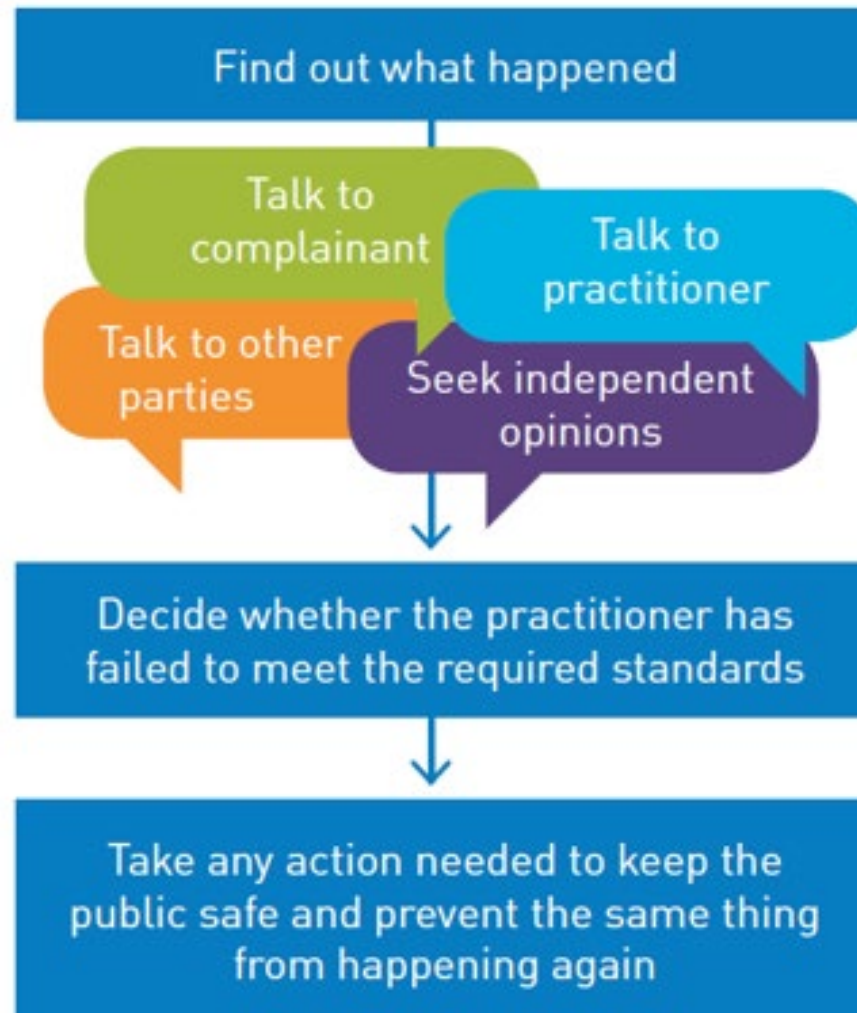 Find out what happened
Talk to
complainant
Talk to
practitioner
Talk to other
parties
Seek independent
opinions
Decide whether the practitioner has
failed to meet the required standards
Take any action needed to keep the
public safe and prevent the same thing
from happening again